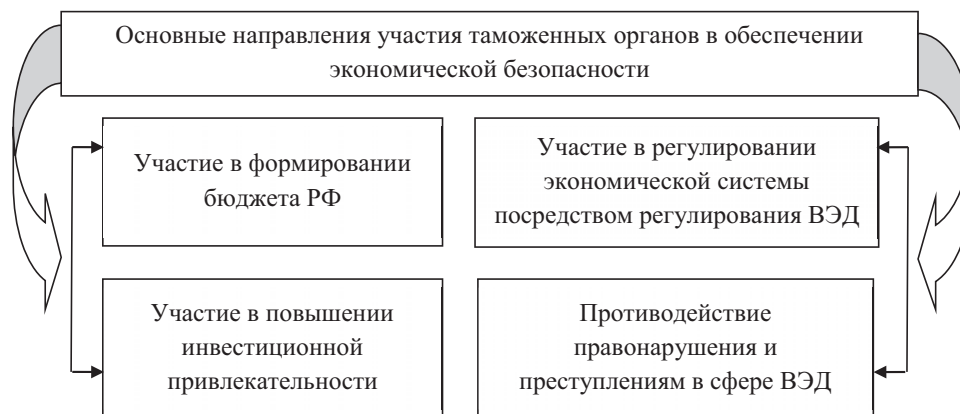 Основные направления участия таможенных органов в обеспечении
экономической безопасности
Участие в формировании
бюджета РФ
Участие в регулировании
экономической системы
посредством регулирования ВЭД
Участие в повышении
инвестиционной
привлекательности
Противодействие
правонарушения и
преступлениям в сфере ВЭД